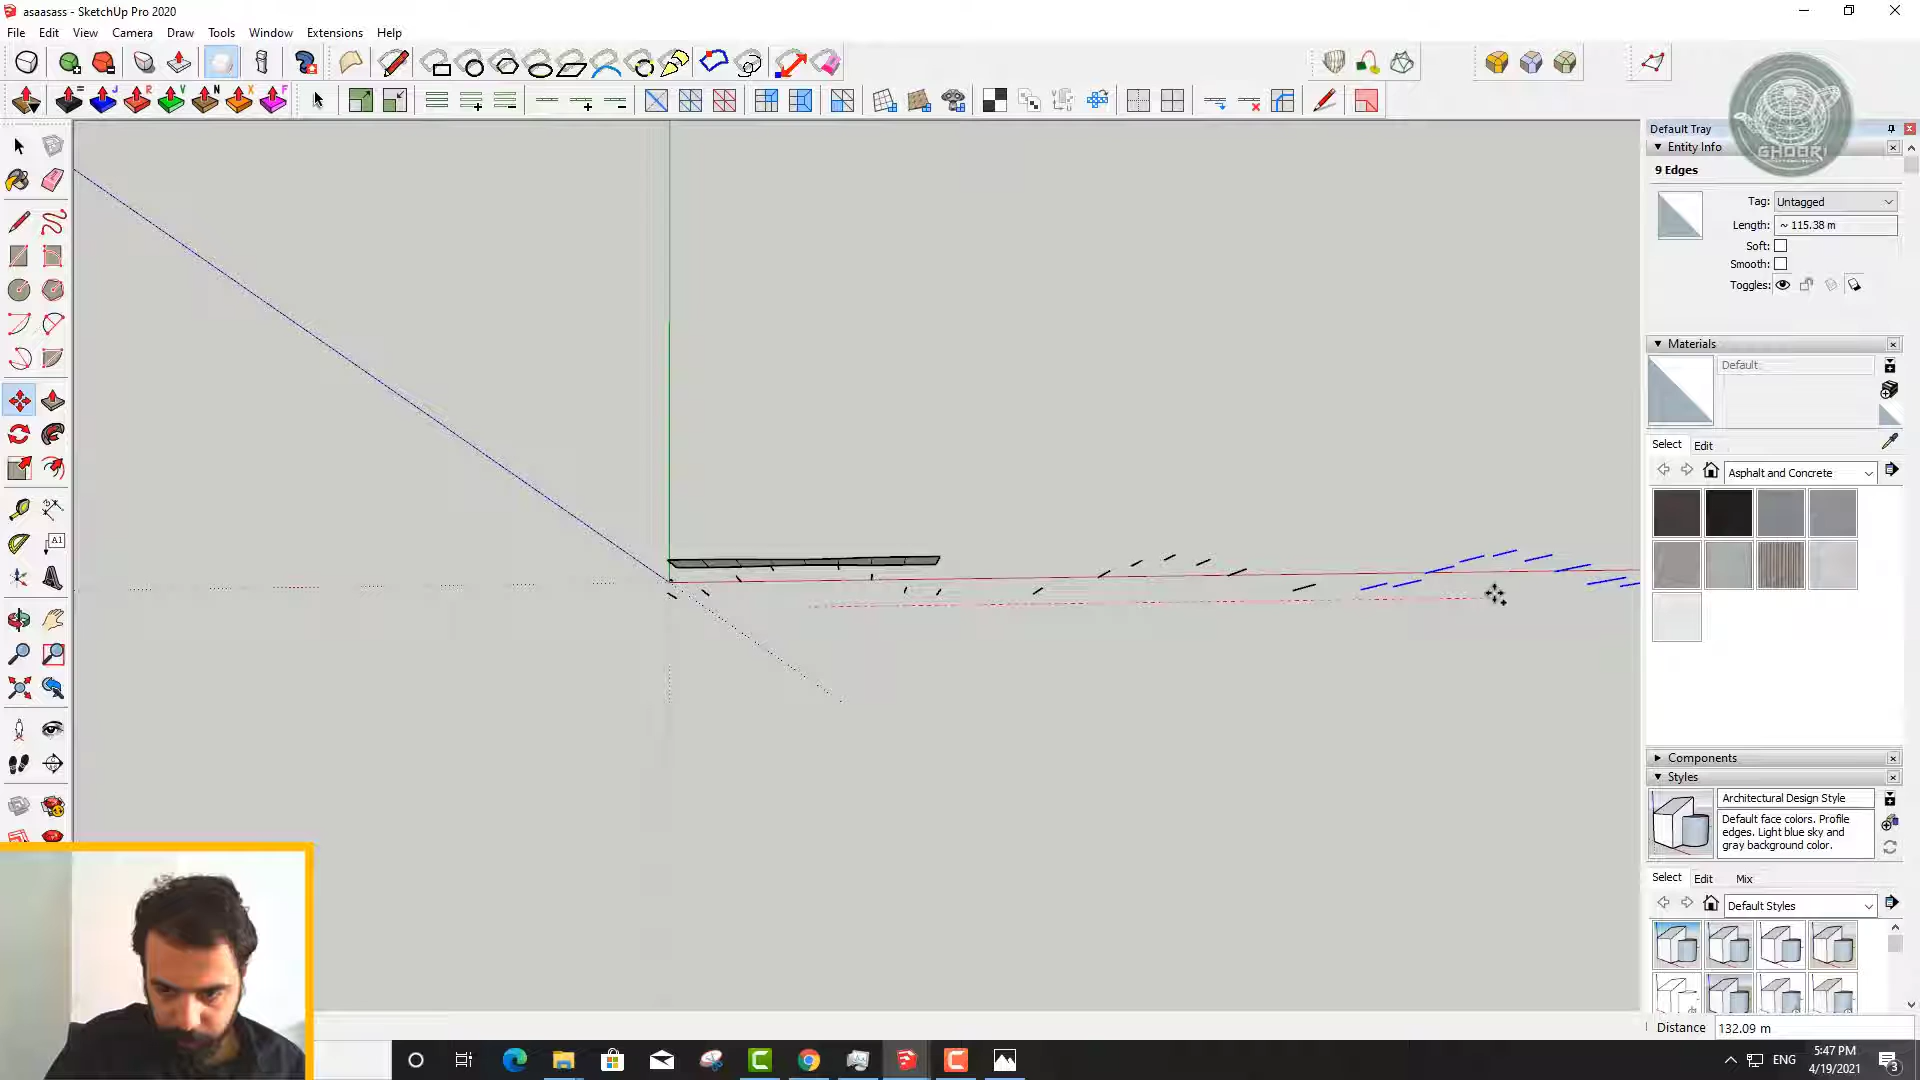 asaasass - SketchUp Pro 2020
File Edit View Camera Draw Tools Window Extensions Help
= J R V N X F
Default Tray
GHOORI
Entity Info
9 Edges
Tag: Untagged
Length: ~ 115.38 m
Soft:
Smooth:
Toggles:
Materials
Default
Select Edit
Asphalt and Concrete
A1
Components
Styles
Architectural Design Style
Default face colors. Profile
edges. Light blue sky and
gray background color.
Select Edit Mix
Default Styles
Distance 132.09 m
ENG
5:47 PM
4/19/2021
3